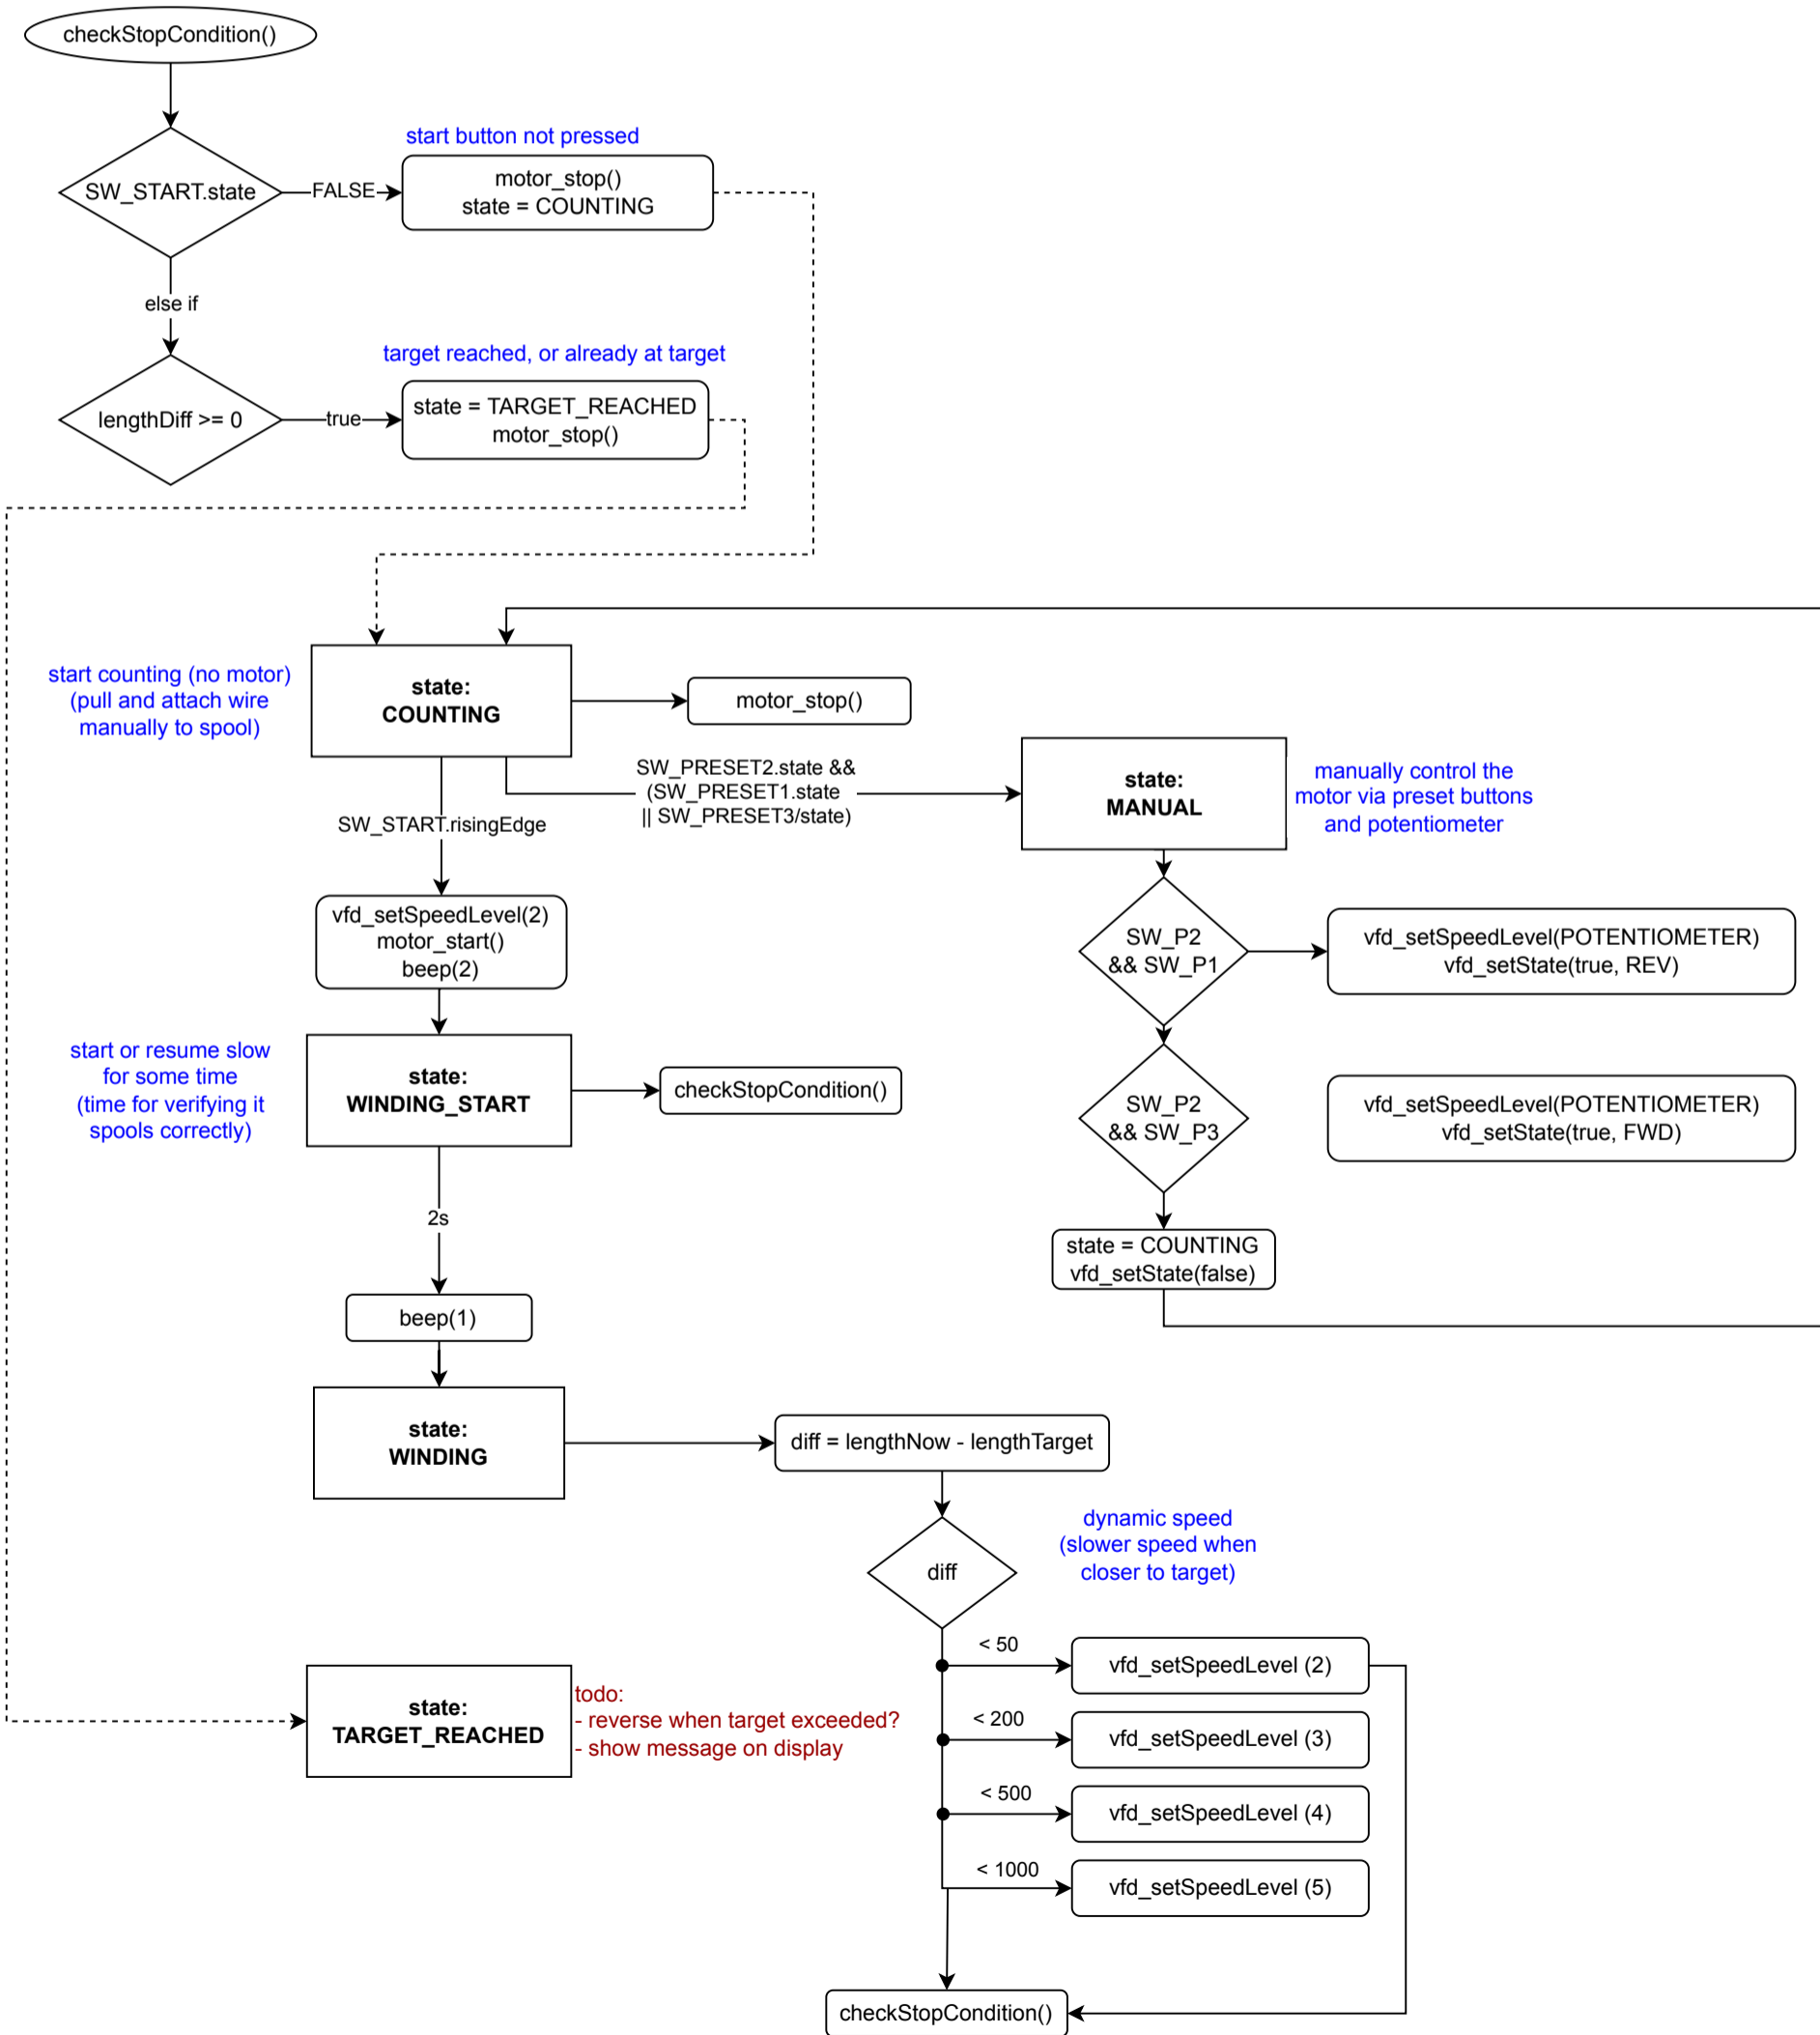 checkStopCondition()
start button not pressed
SW_START.state
FALSE
motor_stop()
state = COUNTING
else if
target reached, or already at target
lengthDiff >= 0
true
state = TARGET_REACHED
motor_stop()
start counting (no motor)
(pull and attach wire
manually to spool)
state:
COUNTING
motor_stop()
SW_PRESET2.state &&
(SW_PRESET1.state
|| SW_PRESET3/state)
state:
MANUAL
manually control the
motor via preset buttons
and potentiometer
SW_START.risingEdge
vfd_setSpeedLevel(2)
motor_start()
beep(2)
SW_P2
&& SW_P1
vfd_setSpeedLevel(POTENTIOMETER)
vfd_setState(true, REV)
start or resume slow
for some time
(time for verifying it
spools correctly)
state:
WINDING_START
checkStopCondition()
SW_P2
&& SW_P3
vfd_setSpeedLevel(POTENTIOMETER)
vfd_setState(true, FWD)
2s
state = COUNTING
vfd_setState(false)
beep(1)
state:
WINDING
diff = lengthNow - lengthTarget
diff
dynamic speed
(slower speed when
closer to target)
< 50
vfd_setSpeedLevel (2)
state:
TARGET_REACHED
todo:
- reverse when target exceeded?
- show message on display
< 200
vfd_setSpeedLevel (3)
< 500
vfd_setSpeedLevel (4)
< 1000
vfd_setSpeedLevel (5)
checkStopCondition()